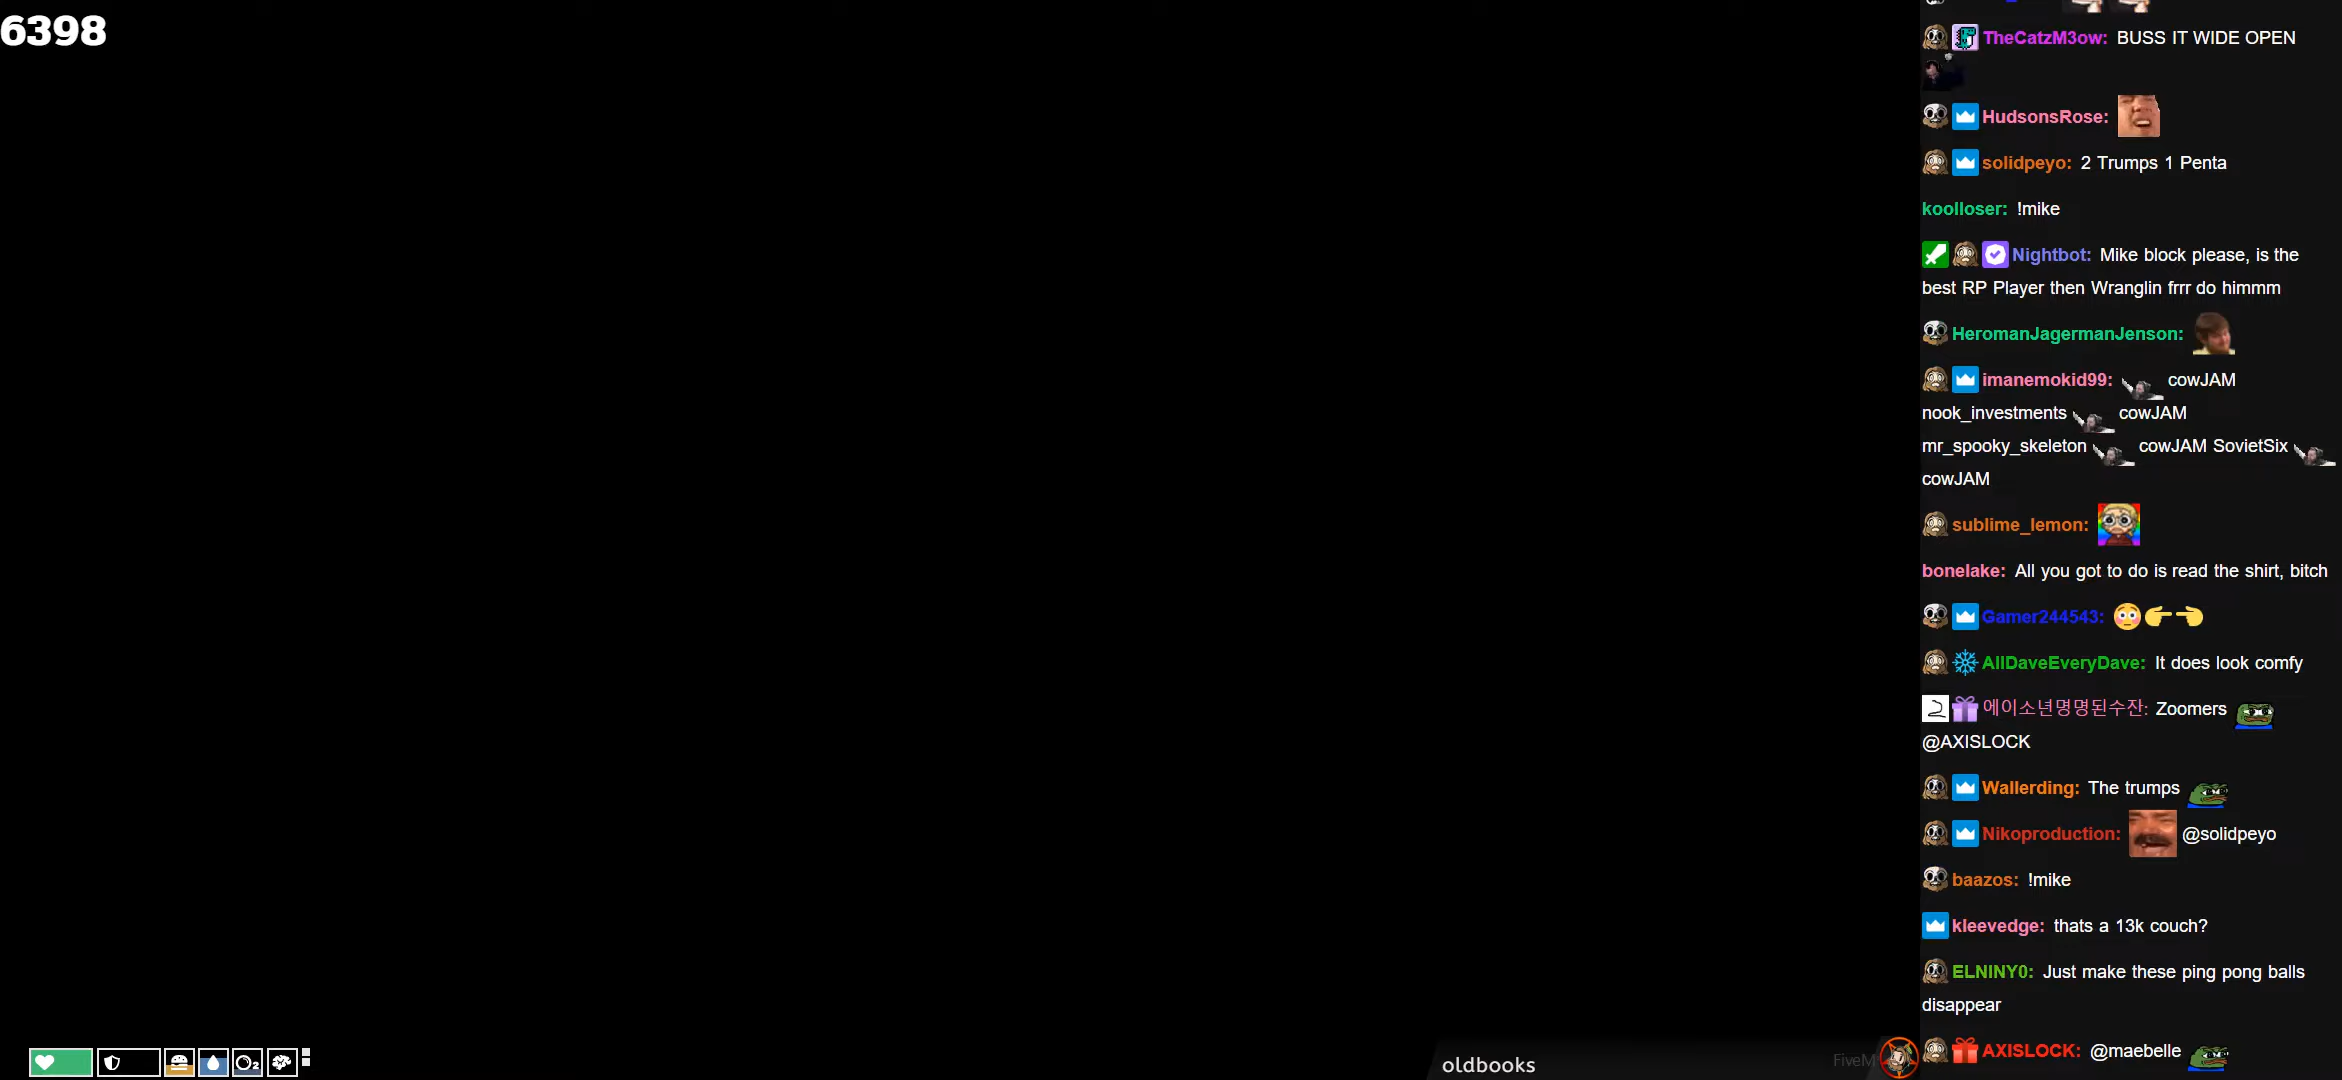 6398
TheCatzM3ow: BUSS IT WIDE OPEN
HudsonsRose:
solidpeyo: 2 Trumps 1 Penta
koolloser: !mike
Nightbot: Mike block please, is the
best RP Player then Wranglin frrr do himmm
HeromanJagermanJenson:
imanemokid99: cowJAM
nook_investments cowJAM
mr_spooky_skeleton cowJAM SovietSix
cowJAM
sublime_lemon:
bonelake: All you got to do is read the shirt, bitch
Gamer244543: 😳👉👈
AllDaveEveryDave: It does look comfy
에이소년명명된수잔: Zoomers
@AXISLOCK
Wallerding: The trumps
Nikoproduction: @solidpeyo
baazos: !mike
kleevedge: thats a 13k couch?
ELNINY0: Just make these ping pong balls
disappear
AXISLOCK: @maebelle
O2
oldbooks
FiveM